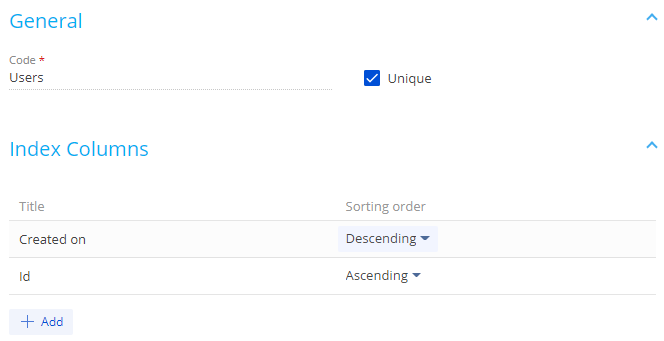 General
Code *
Users
Unique
Index Columns
Title Sorting order
Created on Descending
Id Ascending
Add